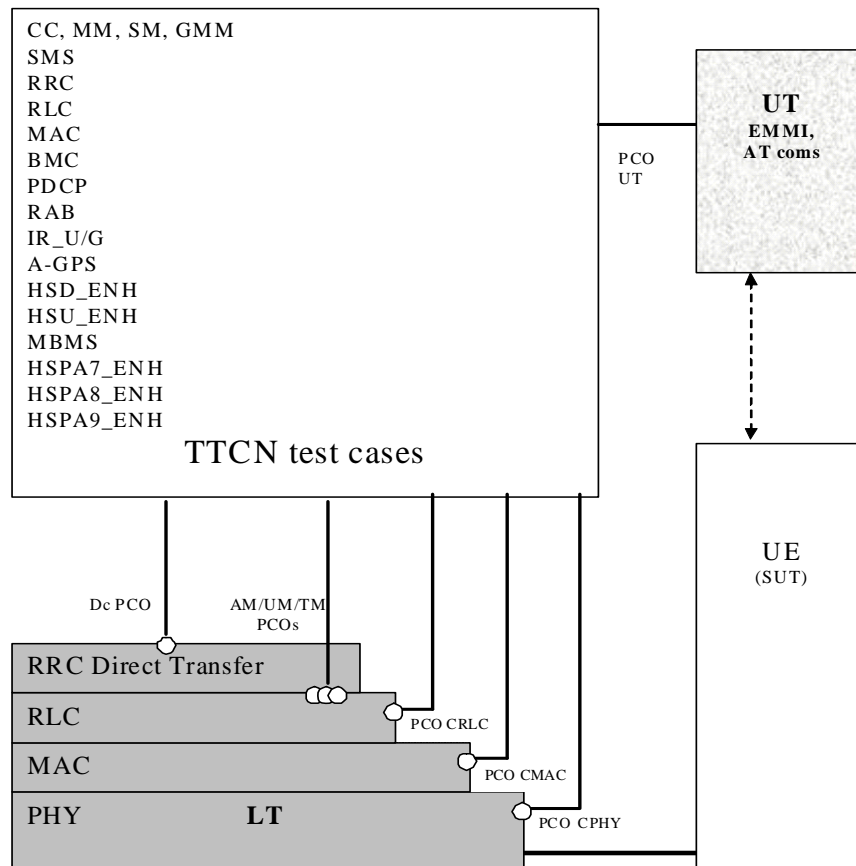 CC, MM, SM, GMM
SMS
RRC
RLC
MAC
BMC
PDCP
RAB
IR_U/G
A-GPS
HSD_ENH
HSU_ENH
MBMS
HSPA7_ENH
HSPA8_ENH
HSPA9_ENH
TTCN test cases
PCO
UT
UT
EMMI,
AT coms
UE
(SUT)
Dc PCO
AM/UM/TM
PCOs
RRC Direct Transfer
RLC
PCO CRLC
MAC
PCO CMAC
PHY LT
PCO CPHY